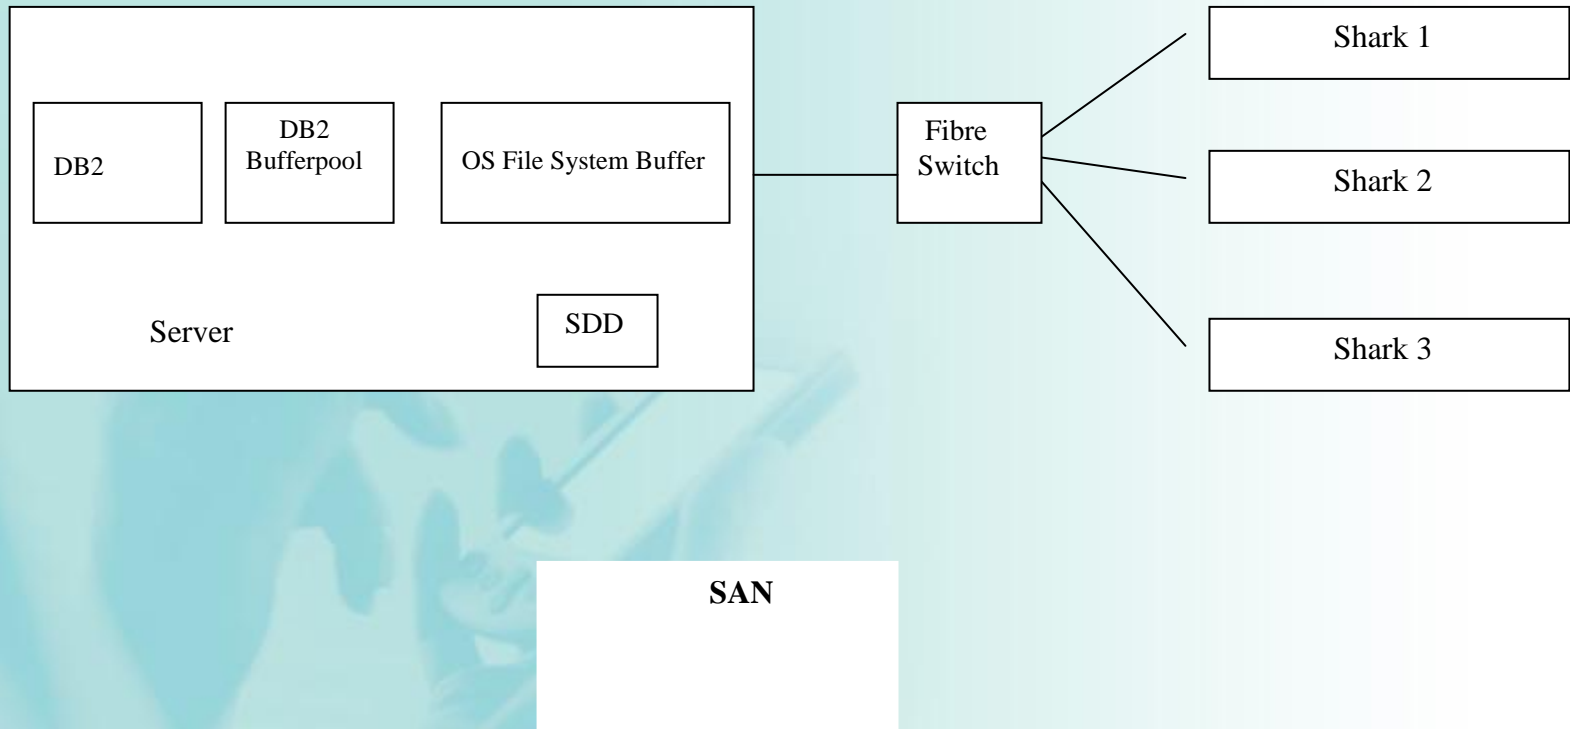 DB2
DB2
Bufferpool
OS File System Buffer
Server
SDD
Fibre
Switch
Shark 1
Shark 2
Shark 3
SAN